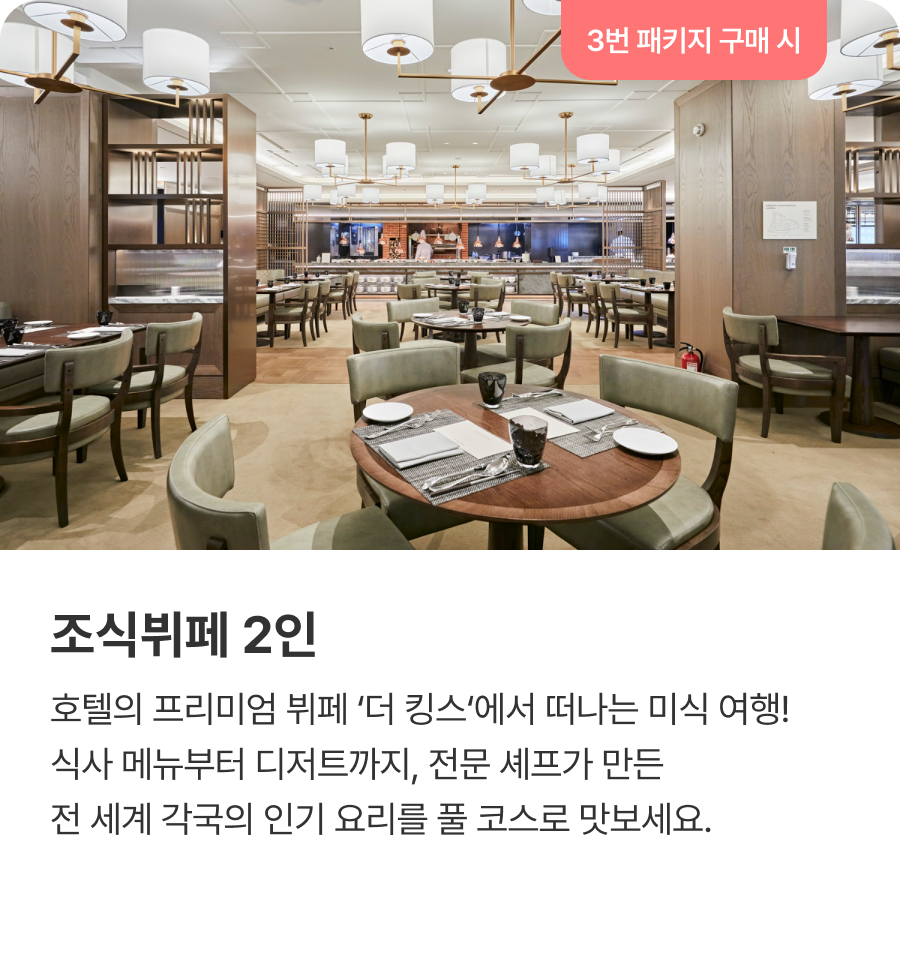 3번 패키지 구매 시
조식뷔페 2인
호텔의 프리미엄 뷔페 ‘더 킹스‘에서 떠나는 미식 여행!
식사 메뉴부터 디저트까지, 전문 셰프가 만든
전 세계 각국의 인기 요리를 풀 코스로 맛보세요.